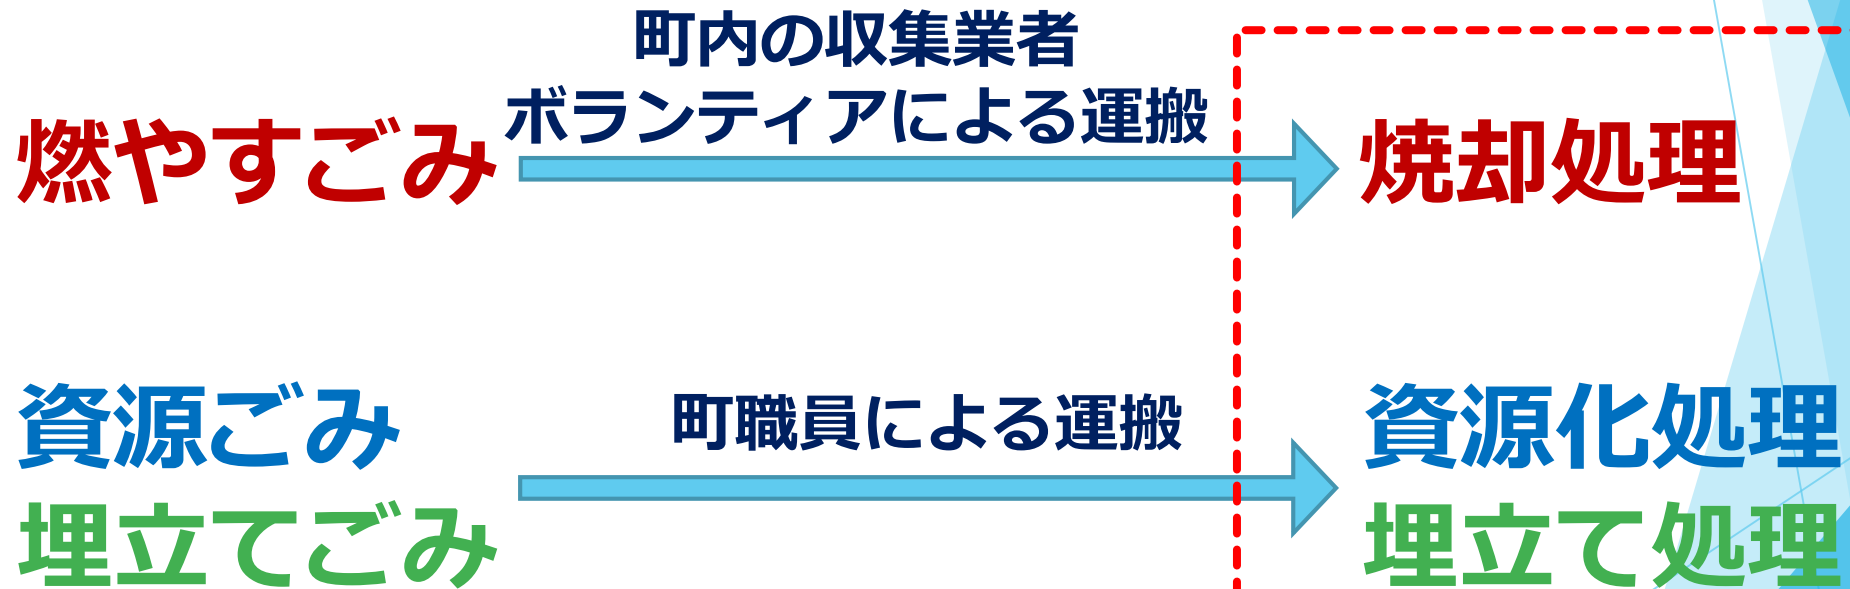 町内の収集業者
ボランティアによる運搬
燃やすごみ
焼却処理
資源ごみ
町職員による運搬
資源化処理
埋立てごみ
埋立て処理